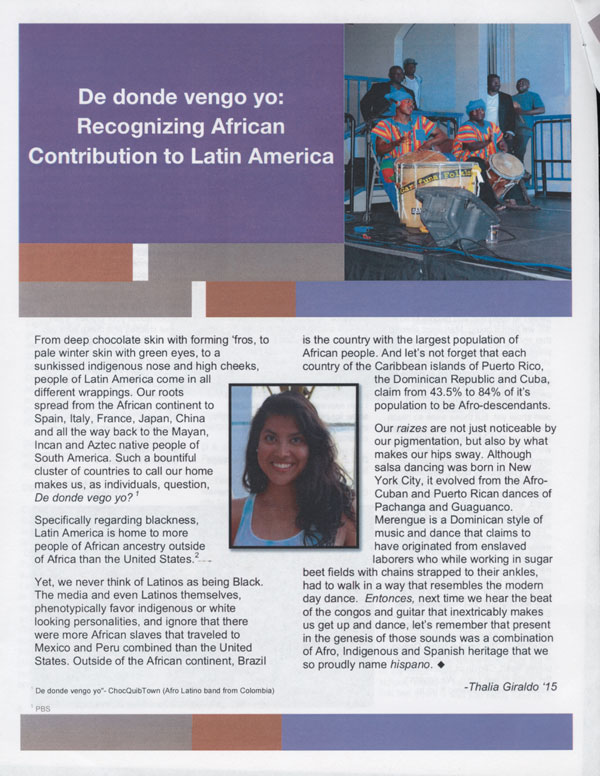 De donde vengo yo:
Recognizing African
Contribution to Latin America
From deep chocolate skin with forming 'fros, to
pale winter skin with green eyes, to a
sunkissed indigenous nose and high cheeks,
people of Latin America come in all
different wrappings. Our roots
spread from the African continent to
Spain, Italy, France, Japan, China
and all the way back to the Mayan,
Incan and Aztec native people of
South America. Such a bountiful
cluster of countries to call our home
makes us, as individuals, question,
De donde vego yo? 1
Specifically regarding blackness,
Latin America is home to more
people of African ancestry outside
of Africa than the United States.2
Yet, we never think of Latinos as being Black.
The media and even Latinos themselves,
phenotypically favor indigenous or white
looking personalities, and ignore that there
were more African slaves that traveled to
Mexico and Peru combined than the United
States. Outside of the African continent, Brazil
is the country with the largest population of
African people. And let's not forget that each
country of the Caribbean islands of Puerto Rico,
the Dominican Republic and Cuba,
claim from 43.5% to 84% of it's
population to be Afro-descendants.
Our raizes are not just noticeable by
our pigmentation, but also by what
makes our hips sway. Although
salsa dancing was born in New
York City, it evolved from the Afro-
Cuban and Puerto Rican dances of
Pachanga and Guaguanco.
Merengue is a Dominican style of
music and dance that claims to
have originated from enslaved
laborers who while working in sugar
beet fields with chains strapped to their ankles,
had to walk in a way that resembles the modern
day dance. Entonces, next time we hear the beat
of the congos and guitar that inextricably makes
us get up and dance, let's remember that present
in the genesis of those sounds was a combination
of Afro, Indigenous and Spanish heritage that we
so proudly name hispano. ◆
-Thalia Giraldo '15
De donde vengo yo"- ChocQuibTown (Afro Latino band from Colombia)
PBS